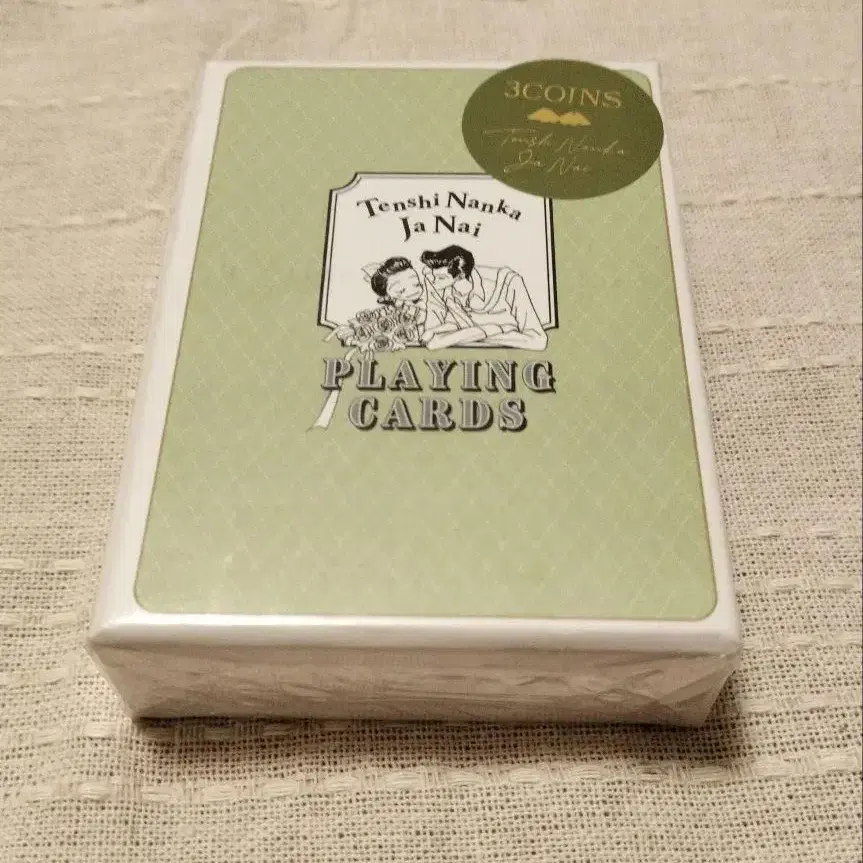 3COINS
Tenshi Nanka
Ja Nai
Tenshi Nanka
Ja Nai
PLAYING
CARDS